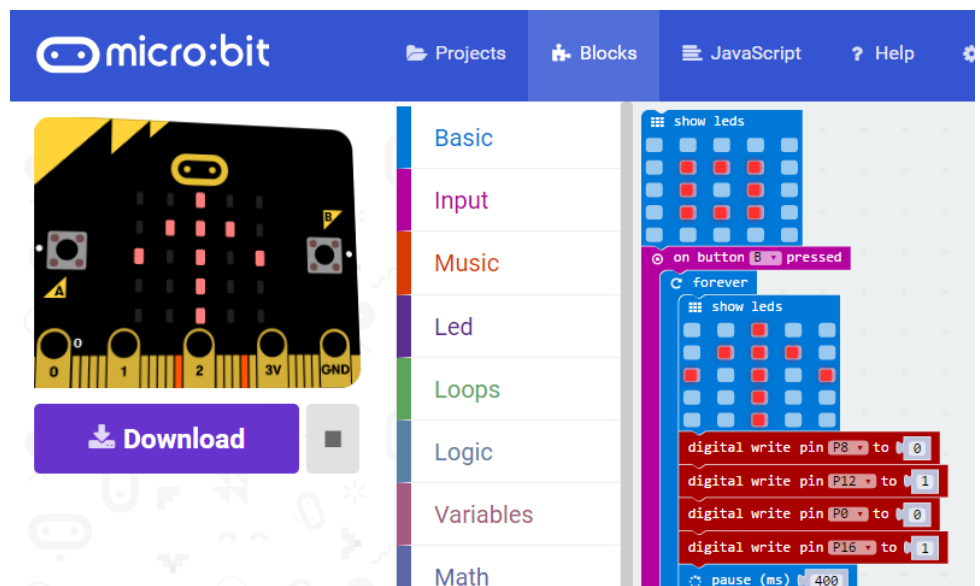 micro:bit Projects Blocks JavaScript ? Help
show leds
Basic
Input
B
on button B pressed
Music
forever
A
show leds
Led
0
0 1 2 3V GND
Loops
Download
digital write pin P8 to 0
Logic
digital write pin P12 to 1
Variables
digital write pin P0 to 0
digital write pin P16 to 1
Math
pause (ms) 400